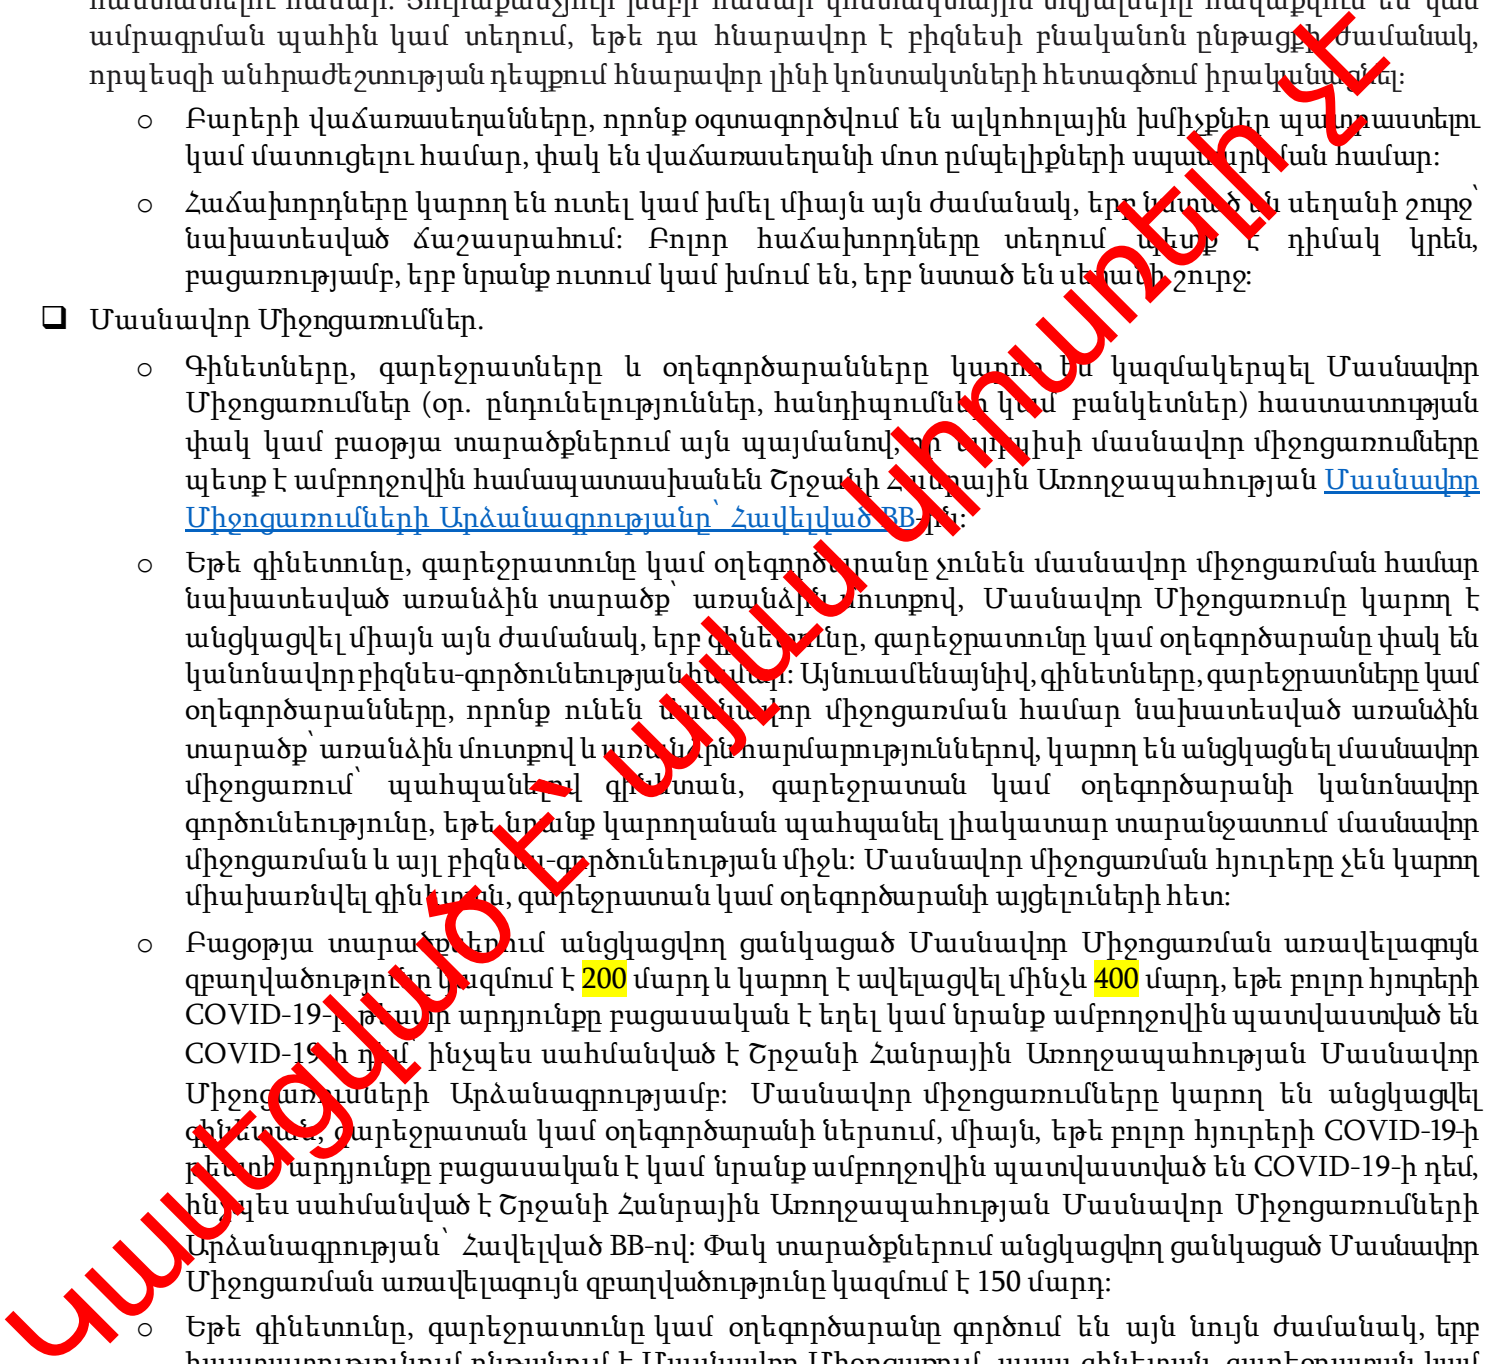 ամրագրման պահին կամ տեղում, եթե դա հնարավոր է բիզնեսի բնականոն ընթացքի ժամանակ,
որպեսզի անհրաժեշտության դեպքում հնարավոր լինի կոնտակտների հետագծում իրականացնել:
o Բարերի վաճառասեղանները, որոնք օգտագործվում են ալկոհոլային խմիչքներ պատրաստելու
կամ մատուցելու համար, փակ են վաճառասեղանի մոտ ըմպելիքների սպասարկման համար:
o Հաճախորդները կարող են ուտել կամ խմել միայն այն ժամանակ, երբ նստած են սեղանի շուրջ՝
նախատեսված ճաշասրահում: Բոլոր հաճախորդները տեղում պետք է դիմակ կրեն,
բացառությամբ, երբ նրանք ուտում կամ խմում են, երբ նստած են սեղանի շուրջ:
❑ Մասնավոր Միջոցառումներ.
o Գինետները, գարեջրատները և օղեգործարանները կարող են կազմակերպել Մասնավոր
Միջոցառումներ (օր. ընդունելություններ, հանդիպումներ կամ բանկետներ) հաստատության
փակ կամ բաօթյա տարածքներում այն պայմանով, որ այդպիսի մասնավոր միջոցառումները
պետք է ամբողջովին համապատասխանեն Շրջանի Հանրային Առողջապահության Մասնավոր
Միջոցառումների Արձանագրությանը՝ Հավելված BB-ին:
o Եթե գինետունը, գարեջրատունը կամ օղեգործարանը չունեն մասնավոր միջոցառման համար
նախատեսված առանձին տարածք՝ առանձին մուտքով, Մասնավոր Միջոցառումը կարող է
անցկացվել միայն այն ժամանակ, երբ գինետունը, գարեջրատունը կամ օղեգործարանը փակ են
կանոնավոր բիզնես-գործունեության համար: Այնուամենայնիվ, գինետները, գարեջրատները կամ
օղեգործարանները, որոնք ունեն մասնավոր միջոցառման համար նախատեսված առանձին
տարածք՝ առանձին մուտքով և առանձին հարմարություններով, կարող են անցկացնել մասնավոր
միջոցառում՝ պահպանելով գինետան, գարեջրատան կամ օղեգործարանի կանոնավոր
գործունեությունը, եթե նրանք կարողանան պահպանել լիակատար տարանջատում մասնավոր
միջոցառման և այլ բիզնես-գործունեության միջև: Մասնավոր միջոցառման հյուրերը չեն կարող
միախառնվել գինետան, գարեջրատան կամ օղեգործարանի այցելուների հետ:
o Բացօթյա տարածքներում անցկացվող ցանկացած Մասնավոր Միջոցառման առավելագույն
զբաղվածությունը կազմում է 200 մարդ և կարող է ավելացվել մինչև 400 մարդ, եթե բոլոր հյուրերի
COVID-19-ի թեստի արդյունքը բացասական է եղել կամ նրանք ամբողջովին պատվաստված են
COVID-19-ի դեմ՝ ինչպես սահմանված է Շրջանի Հանրային Առողջապահության Մասնավոր
Միջոցառումների Արձանագրությամբ: Մասնավոր միջոցառումները կարող են անցկացվել
գինետան, գարեջրատան կամ օղեգործարանի ներսում, միայն, եթե բոլոր հյուրերի COVID-19-ի
թեստի արդյունքը բացասական է կամ նրանք ամբողջովին պատվաստված են COVID-19-ի դեմ,
ինչպես սահմանված է Շրջանի Հանրային Առողջապահության Մասնավոր Միջոցառումների
Արձանագրության՝ Հավելված BB-ով: Փակ տարածքներում անցկացվող ցանկացած Մասնավոր
Միջոցառման առավելագույն զբաղվածությունը կազմում է 150 մարդ:
o Եթե գինետունը, գարեջրատունը կամ օղեգործարանը գործում են այն նույն ժամանակ, երբ
Կասեցված է՝ այլևս կիրառելի չէ